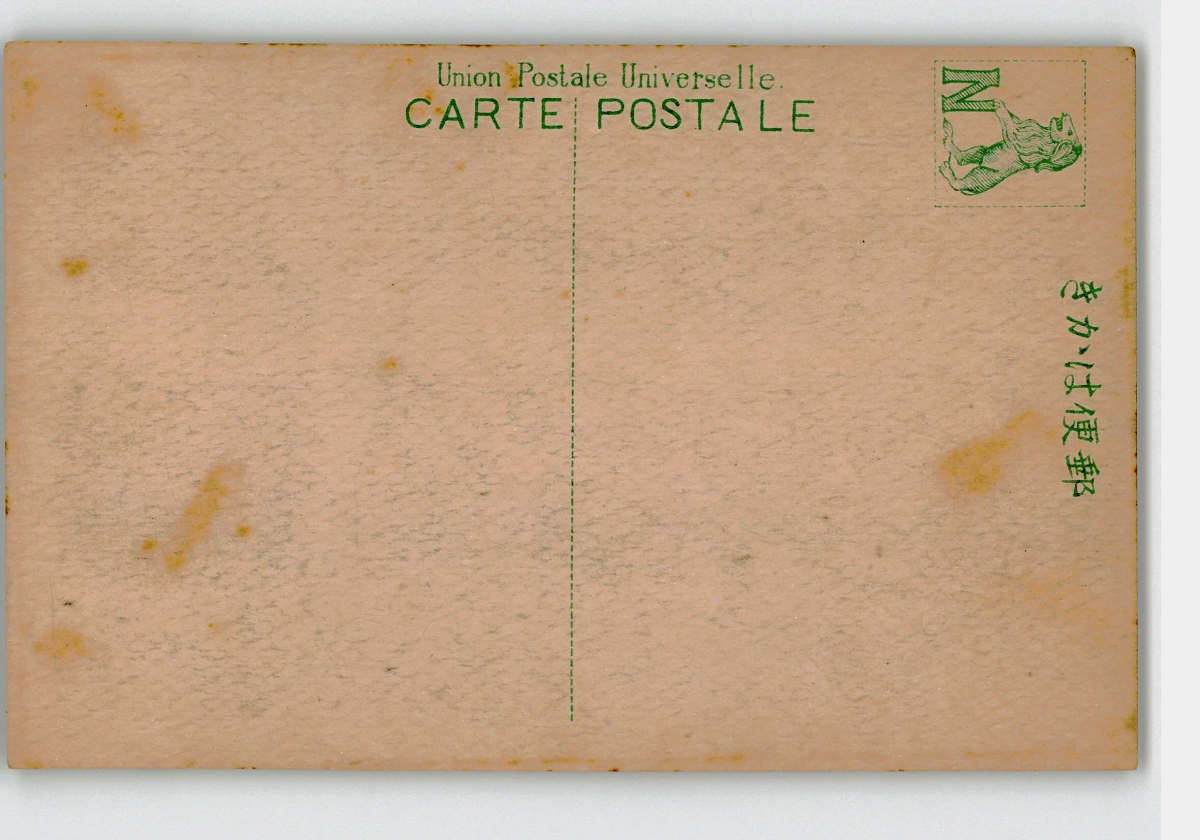 Union Postale Universelle.
CARTE POSTALE
N
きかは便郵